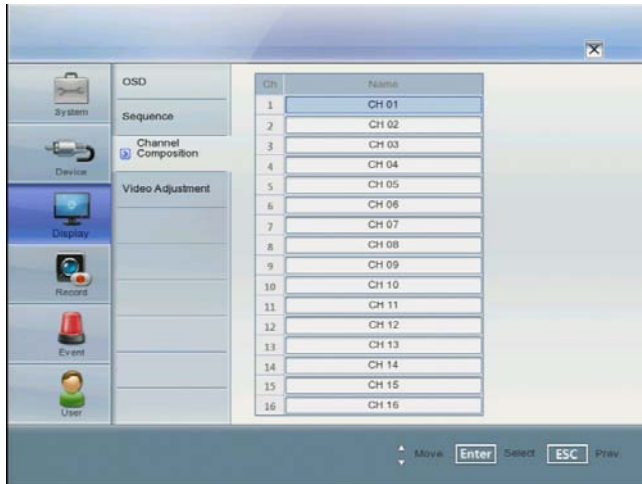 System
Device
Display
Record
Event
User
OSD
Sequence
Channel
Composition
Video Adjustment
Ch Name
1 CH 01
2 CH 02
3 CH 03
4 CH 04
5 CH 05
6 CH 06
7 CH 07
8 CH 08
9 CH 09
10 CH 10
11 CH 11
12 CH 12
13 CH 13
14 CH 14
15 CH 15
16 CH 16
Move Enter Select ESC Prev